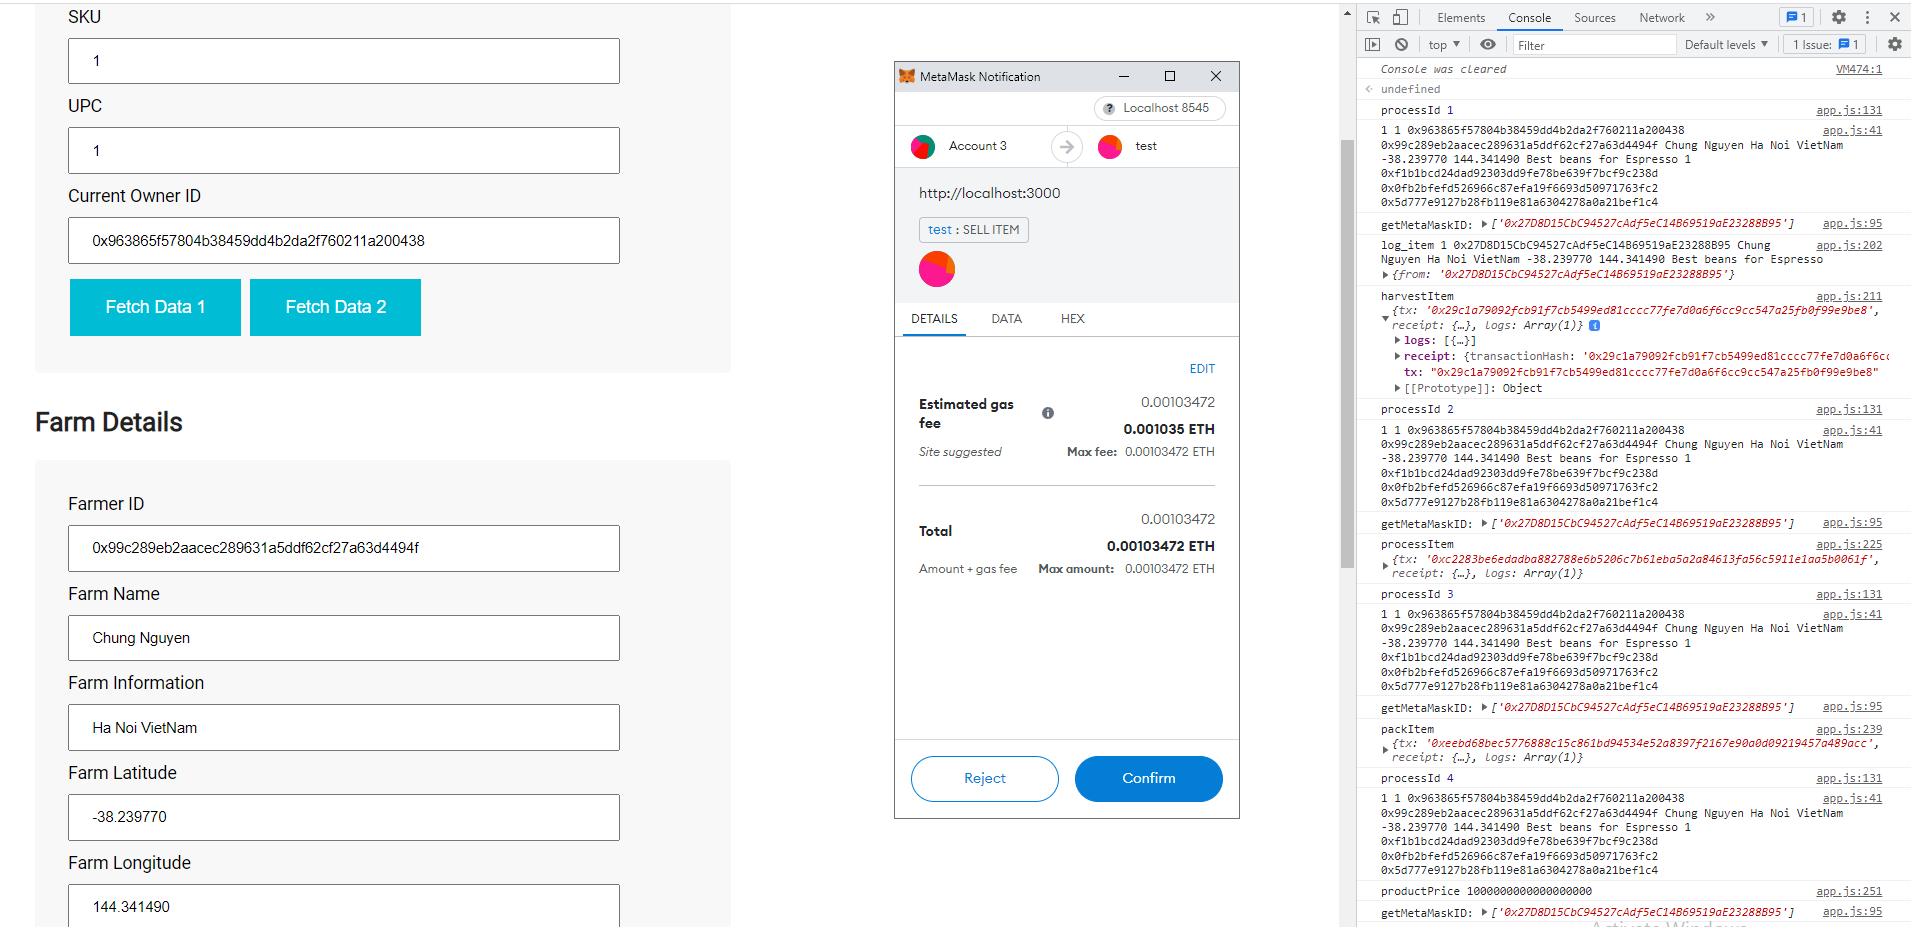 SKU
1
UPC
1
Current Owner ID
0x963865f57804b38459dd4b2da2f760211a200438
Fetch Data 1
Fetch Data 2
Farm Details
Farmer ID
0x99c289eb2aacec289631a5ddf62cf27a63d4494f
Farm Name
Chung Nguyen
Farm Information
Ha Noi VietNam
Farm Latitude
-38.239770
Farm Longitude
144.341490
MetaMask Notification
? Localhost 8545
Account 3
test
http://localhost:3000
test : SELL ITEM
DETAILS
DATA
HEX
EDIT
Estimated gas fee
0.00103472
0.001035 ETH
Site suggested
Max fee: 0.00103472 ETH
Total
0.00103472
0.00103472 ETH
Amount + gas fee
Max amount: 0.00103472 ETH
Reject
Confirm
Elements Console Sources Network » 1
top Filter Default levels 1 Issue: 1
Console was cleared VM474:1
undefined
processId 1 app.js:131
1 1 0x963865f57804b38459dd4b2da2f760211a200438 app.js:41
0x99c289eb2aacec289631a5ddf62cf27a63d4494f Chung Nguyen Ha Noi VietNam
-38.239770 144.341490 Best beans for Espresso 1
0xf1b1bcd24dad92303dd9fe78be639f7bcf9c238d
0x0fb2bfefd526966c87efa19f6693d50971763fc2
0x5d777e9127b28fb119e81a6304278a0a21bef1c4
getMetaMaskID: ['0x27D8D15CbC94527cAdf5eC14B69519aE23288B95'] app.js:95
log_item 1 0x27D8D15CbC94527cAdf5eC14B69519aE23288B95 Chung app.js:202
Nguyen Ha Noi VietNam -38.239770 144.341490 Best beans for Espresso
{from: '0x27D8D15CbC94527cAdf5eC14B69519aE23288B95'}
harvestItem app.js:211
{tx: '0x29c1a79092fcb91f7cb5499ed81cccc77fe7d0a6f6cc9cc547a25fb0f99e9be8',
receipt: {…}, logs: Array(1)} i
logs: [{…}]
receipt: {transactionHash: '0x29c1a79092fcb91f7cb5499ed81cccc77fe7d0a6f6cc
tx: "0x29c1a79092fcb91f7cb5499ed81cccc77fe7d0a6f6cc9cc547a25fb0f99e9be8"
[[Prototype]]: Object
processId 2 app.js:131
1 1 0x963865f57804b38459dd4b2da2f760211a200438 app.js:41
0x99c289eb2aacec289631a5ddf62cf27a63d4494f Chung Nguyen Ha Noi VietNam
-38.239770 144.341490 Best beans for Espresso 1
0xf1b1bcd24dad92303dd9fe78be639f7bcf9c238d
0x0fb2bfefd526966c87efa19f6693d50971763fc2
0x5d777e9127b28fb119e81a6304278a0a21bef1c4
getMetaMaskID: ['0x27D8D15CbC94527cAdf5eC14B69519aE23288B95'] app.js:95
processItem app.js:225
{tx: '0xc2283be6edadba882788e6b5206c7b61eba5a2a84613fa56c5911e1aa5b0061f',
receipt: {…}, logs: Array(1)}
processId 3 app.js:131
1 1 0x963865f57804b38459dd4b2da2f760211a200438 app.js:41
0x99c289eb2aacec289631a5ddf62cf27a63d4494f Chung Nguyen Ha Noi VietNam
-38.239770 144.341490 Best beans for Espresso 1
0xf1b1bcd24dad92303dd9fe78be639f7bcf9c238d
0x0fb2bfefd526966c87efa19f6693d50971763fc2
0x5d777e9127b28fb119e81a6304278a0a21bef1c4
getMetaMaskID: ['0x27D8D15CbC94527cAdf5eC14B69519aE23288B95'] app.js:95
packItem app.js:239
{tx: '0xeebd68bec5776888c15c861bd94534e52a8397f2167e90a0d09219457a489acc',
receipt: {…}, logs: Array(1)}
processId 4 app.js:131
1 1 0x963865f57804b38459dd4b2da2f760211a200438 app.js:41
0x99c289eb2aacec289631a5ddf62cf27a63d4494f Chung Nguyen Ha Noi VietNam
-38.239770 144.341490 Best beans for Espresso 1
0xf1b1bcd24dad92303dd9fe78be639f7bcf9c238d
0x0fb2bfefd526966c87efa19f6693d50971763fc2
0x5d777e9127b28fb119e81a6304278a0a21bef1c4
productPrice 1000000000000000000 app.js:251
getMetaMaskID: ['0x27D8D15CbC94527cAdf5eC14B69519aE23288B95'] app.js:95